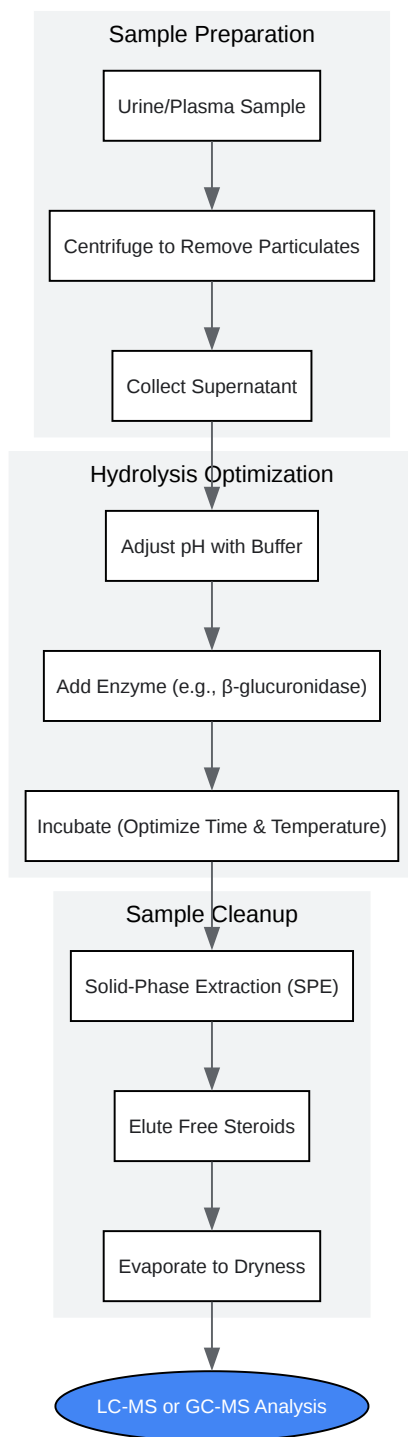 Sample Preparation
Urine/Plasma Sample
Centrifuge to Remove Particulates
Collect Supernatant
Hydrolysis Optimization
Adjust pH with Buffer
Add Enzyme (e.g., β-glucuronidase)
Incubate (Optimize Time & Temperature)
Sample Cleanup
Solid-Phase Extraction (SPE)
Elute Free Steroids
Evaporate to Dryness
LC-MS or GC-MS Analysis